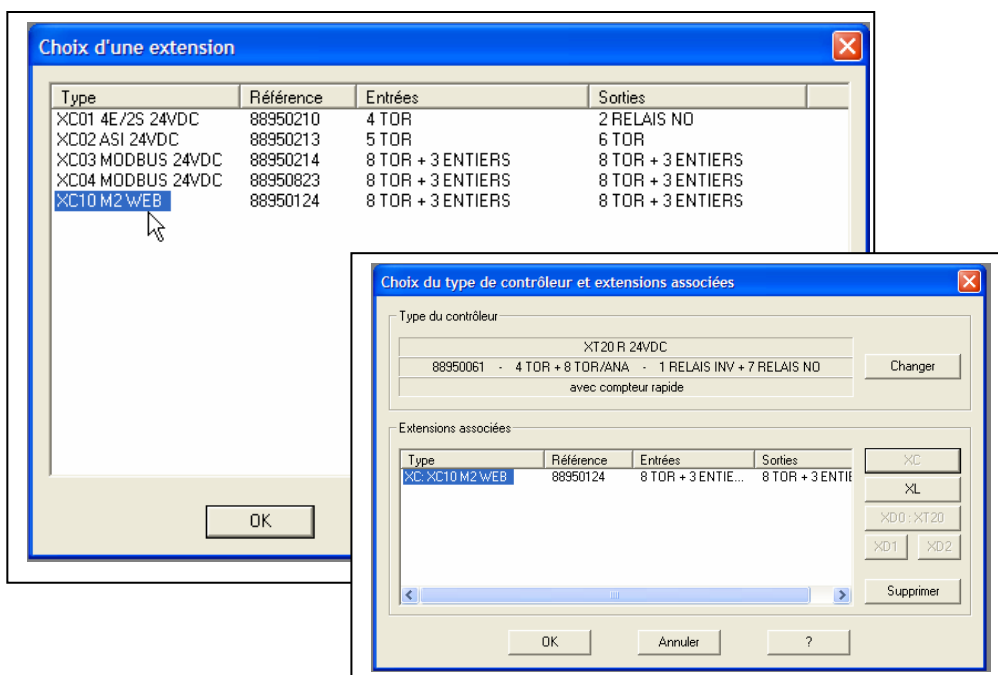 Choix d'une extension
Type Référence Entrées Sorties
XC01 4E/2S 24VDC 88950210 4 TOR 2 RELAIS NO
XC02 ASI 24VDC 88950213 5 TOR 6 TOR
XC03 MODBUS 24VDC 88950214 8 TOR + 3 ENTIERS 8 TOR + 3 ENTIERS
XC04 MODBUS 24VDC 88950823 8 TOR + 3 ENTIERS 8 TOR + 3 ENTIERS
XC10 M2 WEB 88950124 8 TOR + 3 ENTIERS 8 TOR + 3 ENTIERS
OK
Choix du type de contrôleur et extensions associées
Type du contrôleur
XT20 R 24VDC
88950061 - 4 TOR + 8 TOR/ANA - 1 RELAIS INV + 7 RELAIS NO
avec compteur rapide
Changer
Extensions associées
Type Référence Entrées Sorties
XC: XC10 M2 WEB 88950124 8 TOR + 3 ENTIE... 8 TOR + 3 ENTIE
XC
XL
XD0 : XT20
XD1 XD2
Supprimer
OK Annuler ?